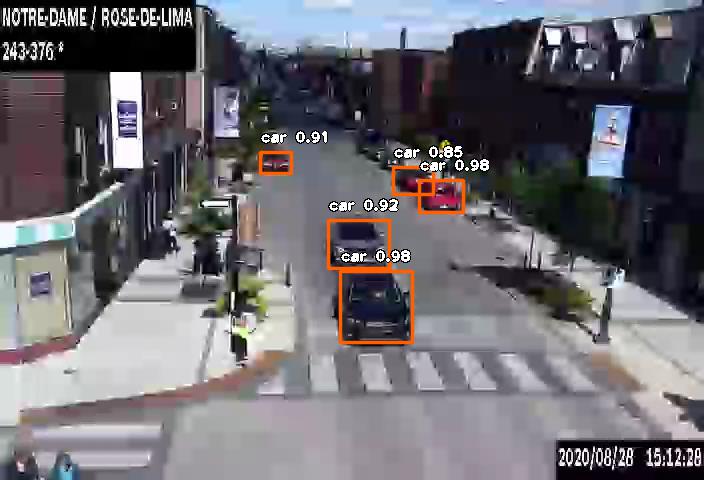 NOTRE-DAME / ROSE-DE-LIMA
243-376.*
car 0.91
car 0.85
car 0.98
car 0.92
car 0.98
2020/08/28 15:12:28